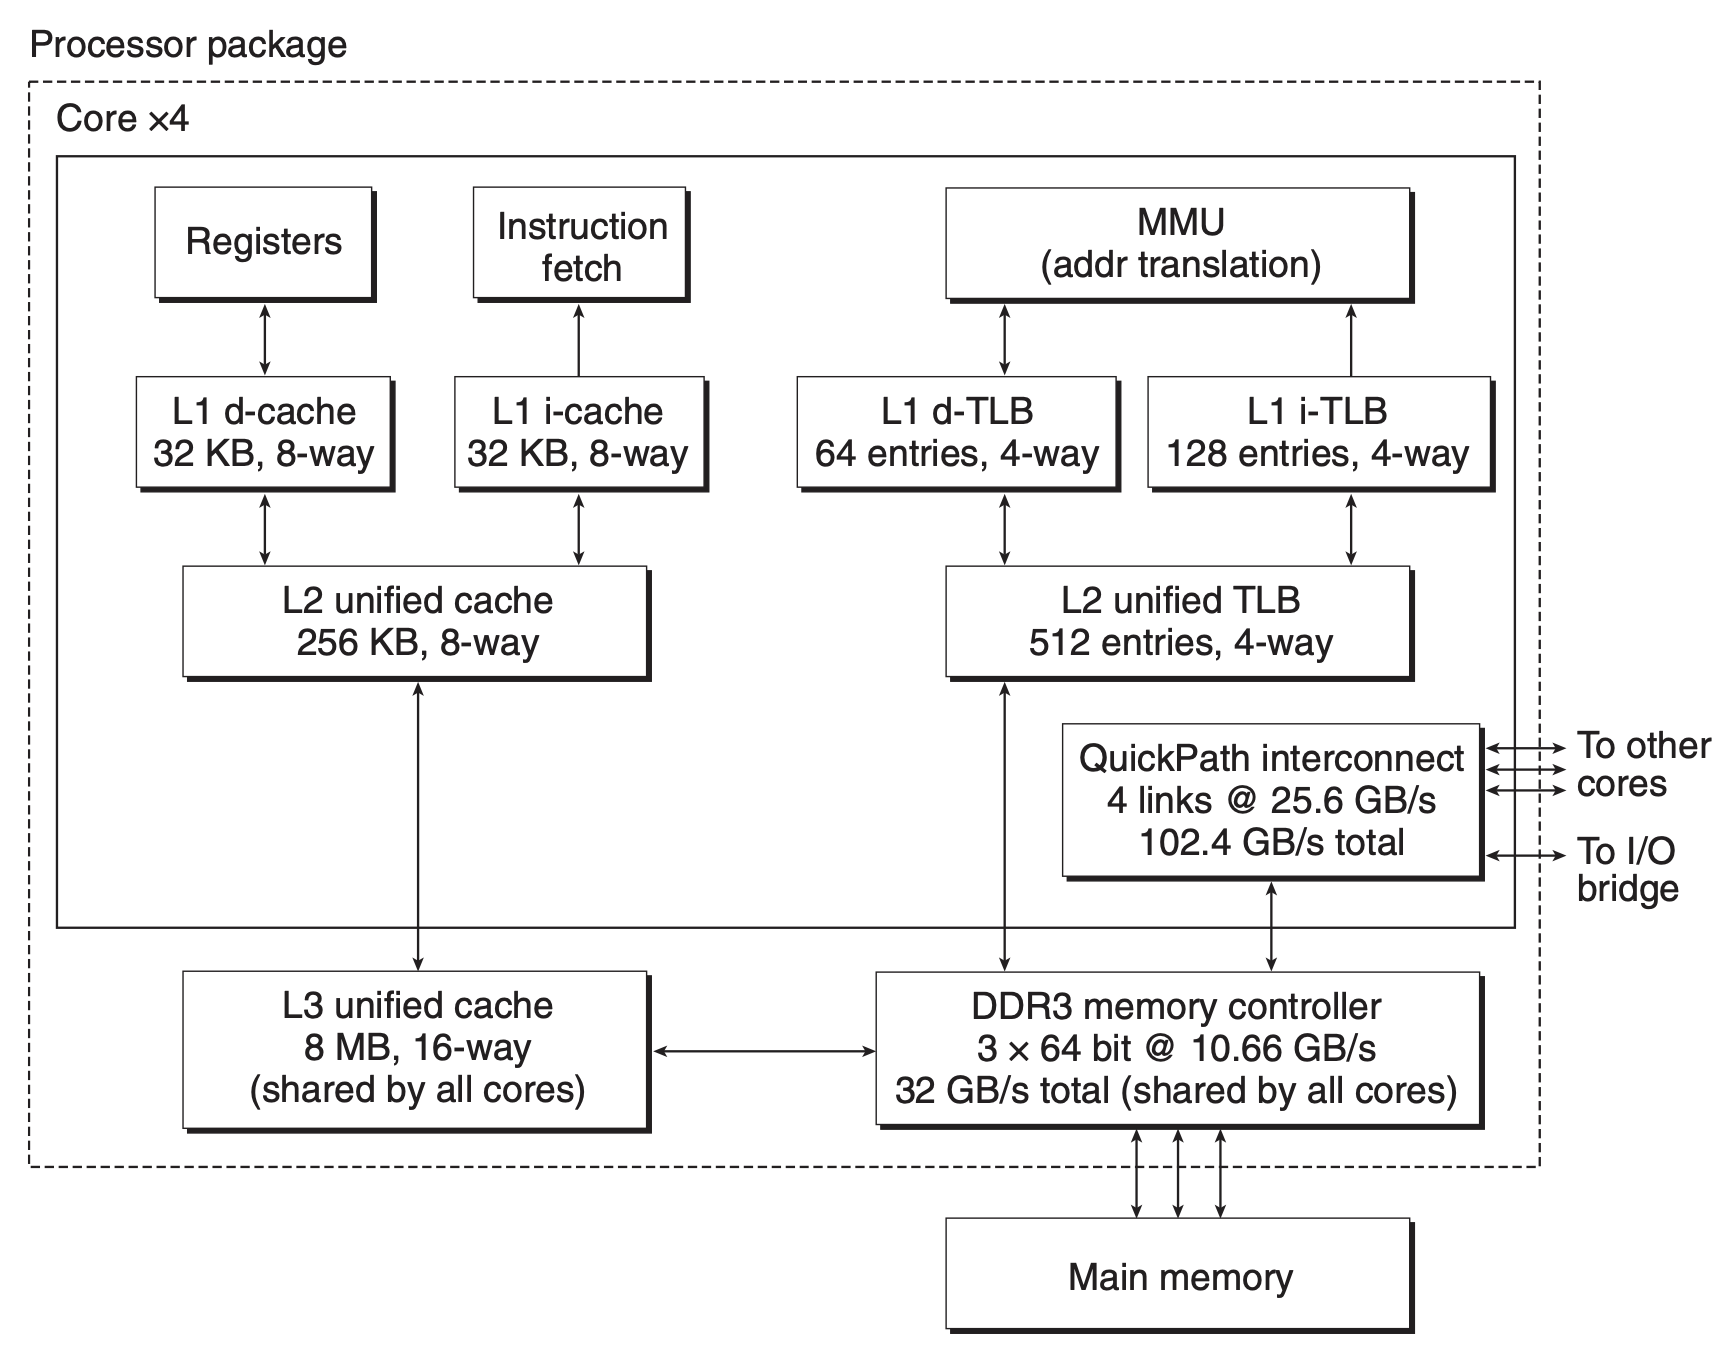 Processor package
Core ×4
Registers
Instruction
fetch
MMU
(addr translation)
L1 d-cache
32 KB, 8-way
L1 i-cache
32 KB, 8-way
L1 d-TLB
64 entries, 4-way
L1 i-TLB
128 entries, 4-way
L2 unified cache
256 KB, 8-way
L2 unified TLB
512 entries, 4-way
QuickPath interconnect
4 links @ 25.6 GB/s
102.4 GB/s total
To other
cores
To I/O
bridge
L3 unified cache
8 MB, 16-way
(shared by all cores)
DDR3 memory controller
3 × 64 bit @ 10.66 GB/s
32 GB/s total (shared by all cores)
Main memory